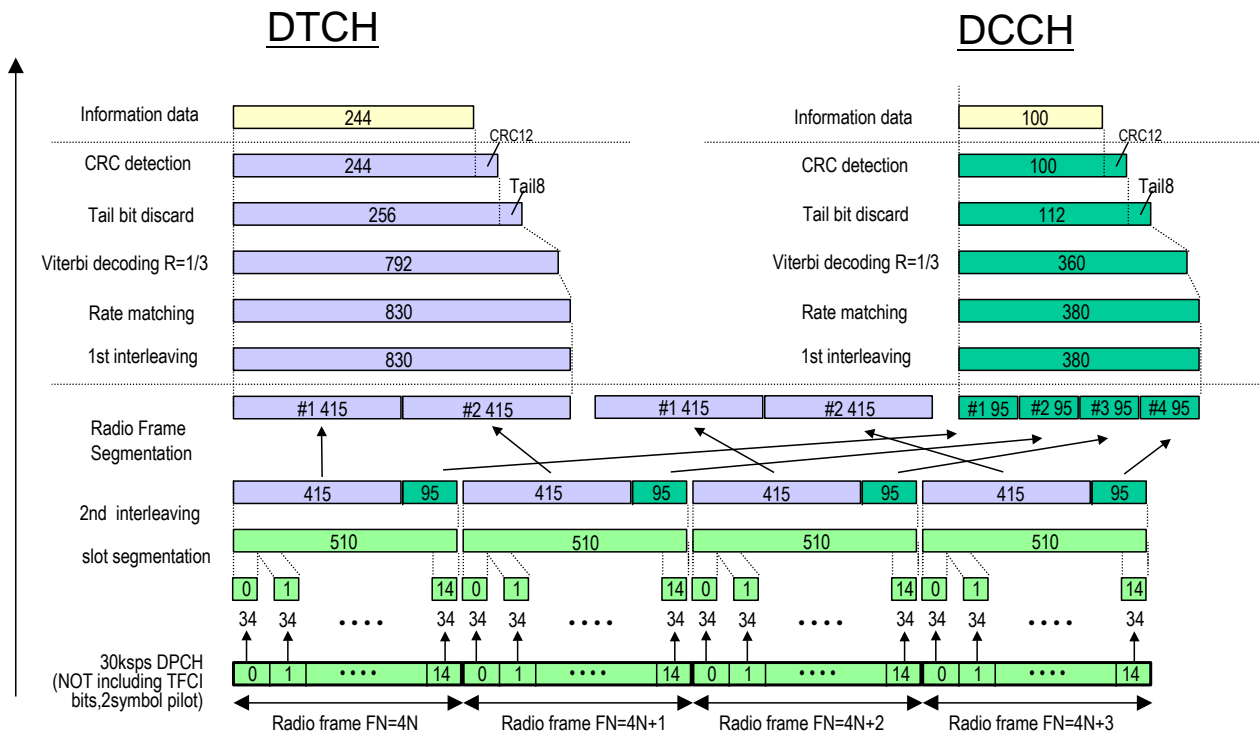 DTCH DCCH
Information data 244 Information data 100
CRC12 CRC12
CRC detection 244 CRC detection 100
Tail8 Tail8
Tail bit discard 256 Tail bit discard 112
Viterbi decoding R=1/3 792 Viterbi decoding R=1/3 360
Rate matching 830 Rate matching 380
1st interleaving 830 1st interleaving 380
#1 415 #2 415 #1 415 #2 415 #1 95 #2 95 #3 95 #4 95
Radio Frame
Segmentation
415 95 415 95 415 95 415 95
2nd interleaving
510 510 510 510
slot segmentation
0 1 14 0 1 14 0 1 14 0 1 14
34 34 •••• 34 34 34 •••• 34 34 34 •••• 34 34 34 •••• 34
30ksps DPCH
(NOT including TFCI
bits,2symbol pilot)
0 1 •••• 14 0 1 •••• 14 0 1 •••• 14 0 1 •••• 14
Radio frame FN=4N Radio frame FN=4N+1 Radio frame FN=4N+2 Radio frame FN=4N+3